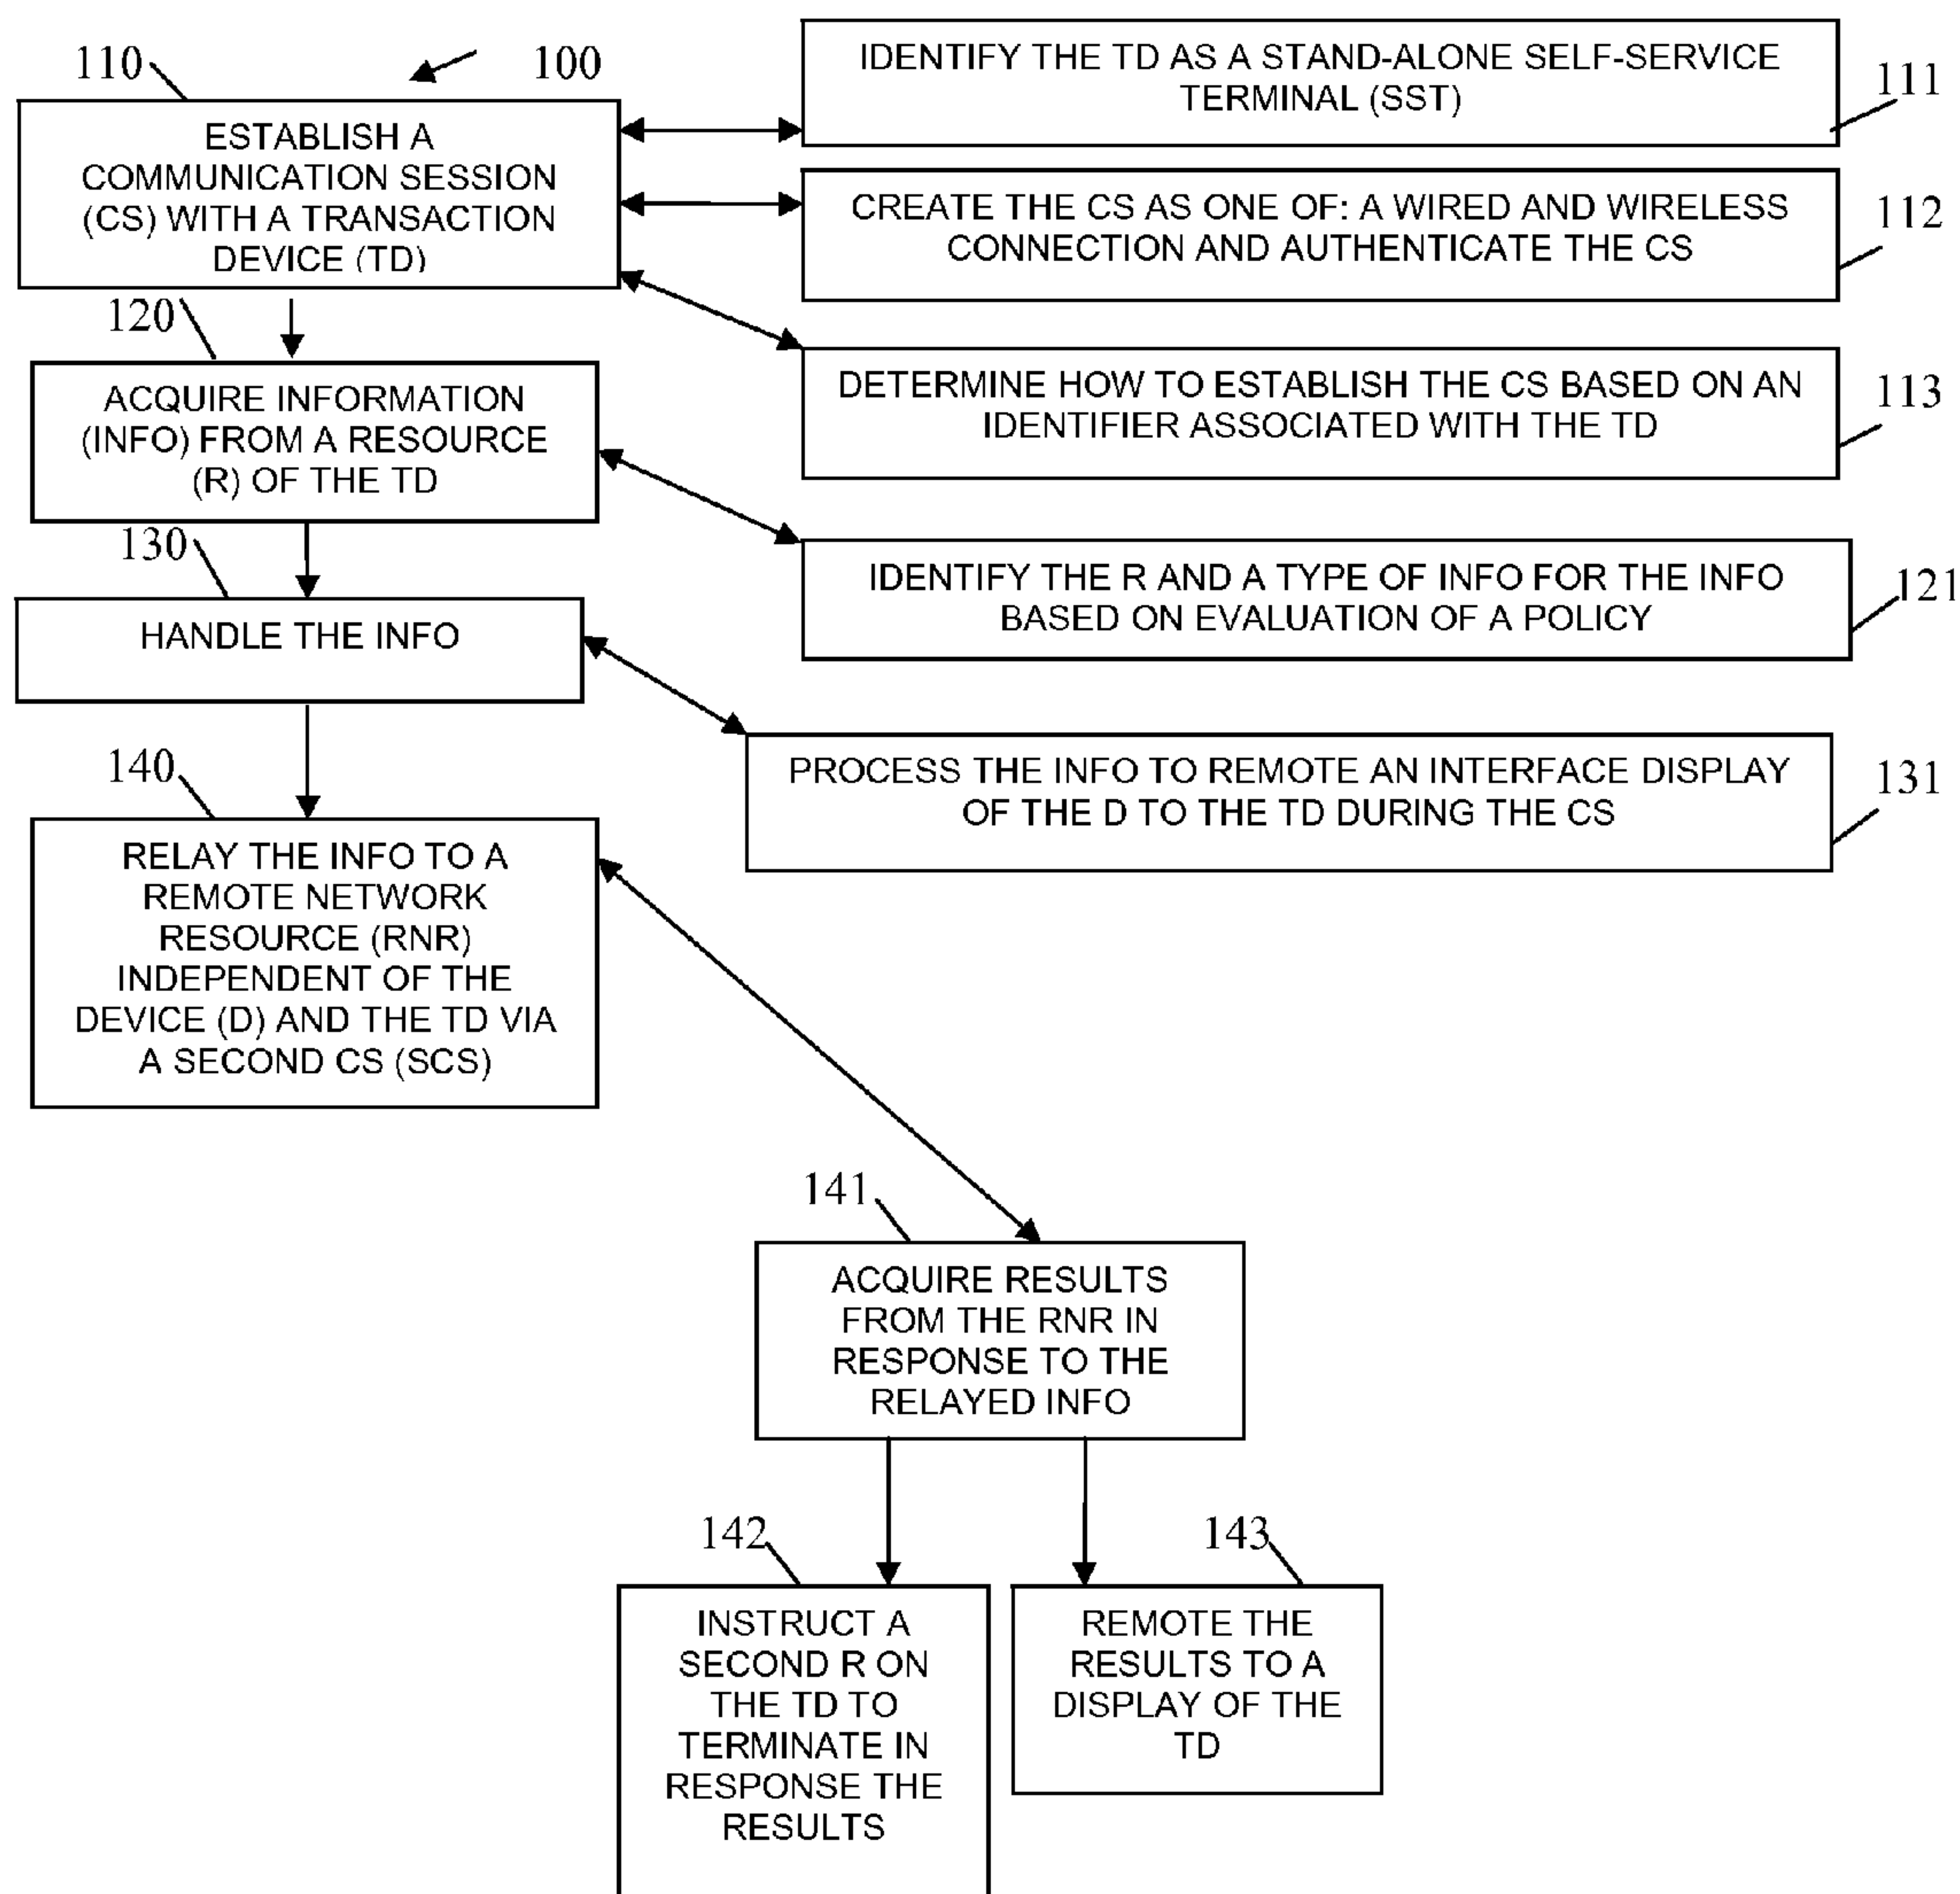 100
110
ESTABLISH A
COMMUNICATION SESSION
(CS) WITH A TRANSACTION
DEVICE (TD)
IDENTIFY THE TD AS A STAND-ALONE SELF-SERVICE
TERMINAL (SST)
111
CREATE THE CS AS ONE OF: A WIRED AND WIRELESS
CONNECTION AND AUTHENTICATE THE CS
112
DETERMINE HOW TO ESTABLISH THE CS BASED ON AN
IDENTIFIER ASSOCIATED WITH THE TD
113
120
ACQUIRE INFORMATION
(INFO) FROM A RESOURCE
(R) OF THE TD
IDENTIFY THE R AND A TYPE OF INFO FOR THE INFO
BASED ON EVALUATION OF A POLICY
121
130
HANDLE THE INFO
PROCESS THE INFO TO REMOTE AN INTERFACE DISPLAY
OF THE D TO THE TD DURING THE CS
131
140
RELAY THE INFO TO A
REMOTE NETWORK
RESOURCE (RNR)
INDEPENDENT OF THE
DEVICE (D) AND THE TD VIA
A SECOND CS (SCS)
141
ACQUIRE RESULTS
FROM THE RNR IN
RESPONSE TO THE
RELAYED INFO
142
INSTRUCT A
SECOND R ON
THE TD TO
TERMINATE IN
RESPONSE THE
RESULTS
143
REMOTE THE
RESULTS TO A
DISPLAY OF THE
TD